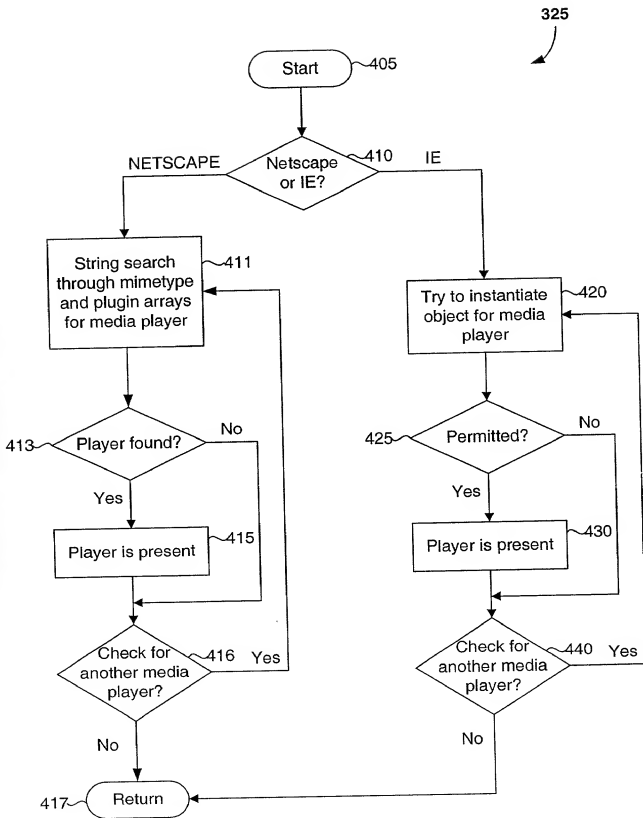 325
Start
405
Netscape
or IE?
410
NETSCAPE
IE
String search
through mimetype
and plugin arrays
for media player
411
Try to instantiate
object for media
player
420
Player found?
413
No
Yes
Permitted?
425
No
Yes
Player is present
415
Player is present
430
Check for
another media
player?
416
Yes
No
Check for
another media
player?
440
Yes
No
Return
417